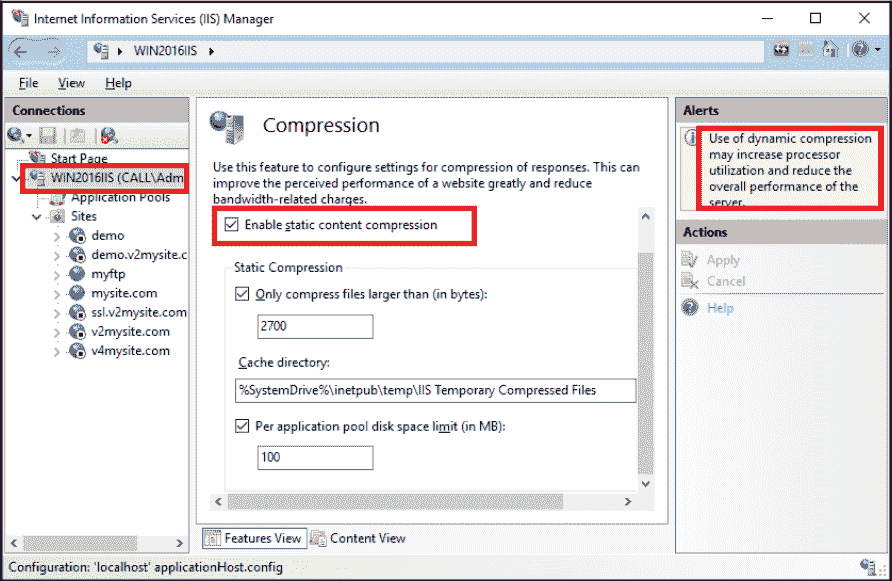 Internet Information Services (IIS) Manager
WIN2016IIS
File View Help
Connections
Start Page
WIN2016IIS (CALL\Adm
Application Pools
Sites
demo
demo.v2mysite.c
myftp
mysite.com
ssl.v2mysite.com
v2mysite.com
v4mysite.com
Compression
Use this feature to configure settings for compression of responses. This can
improve the perceived performance of a website greatly and reduce
bandwidth-related charges.
Enable static content compression
Static Compression
Only compress files larger than (in bytes):
2700
Cache directory:
%SystemDrive%\inetpub\temp\IIS Temporary Compressed Files
Per application pool disk space limit (in MB):
100
Features View
Content View
Alerts
Use of dynamic compression
may increase processor
utilization and reduce the
overall performance of the
server.
Actions
Apply
Cancel
Help
Configuration: 'localhost' applicationHost.config